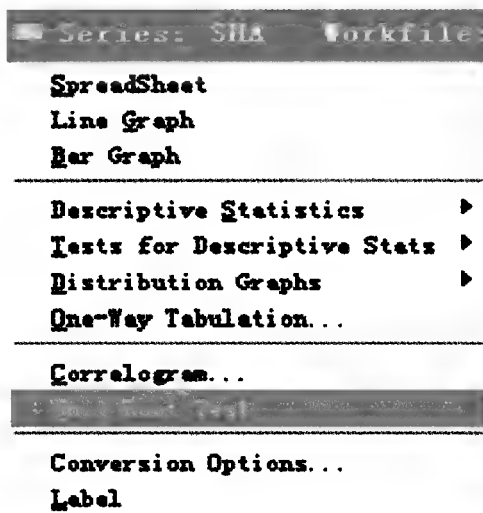 Series: SHA Workfile:
SpreadSheet
Line Graph
Bar Graph
Descriptive Statistics
Tests for Descriptive Stats
Distribution Graphs
One-Way Tabulation...
Correlogram...
Conversion Options...
Label